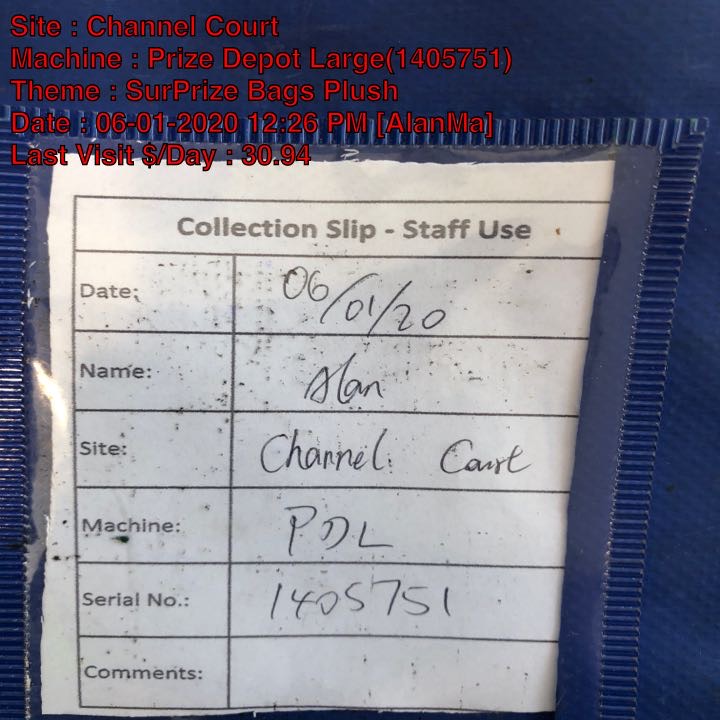 Site : Channel Court
Machine : Prize Depot Large(1405751)
Theme : SurPrize Bags Plush
Date : 06-01-2020 12:26 PM [AlanMa]
Last Visit $/Day : 30.94
Collection Slip - Staff Use
Date: 06/01/20
Name: Alan
Site: Channel Court
Machine: PDL
Serial No.: 1405751
Comments: